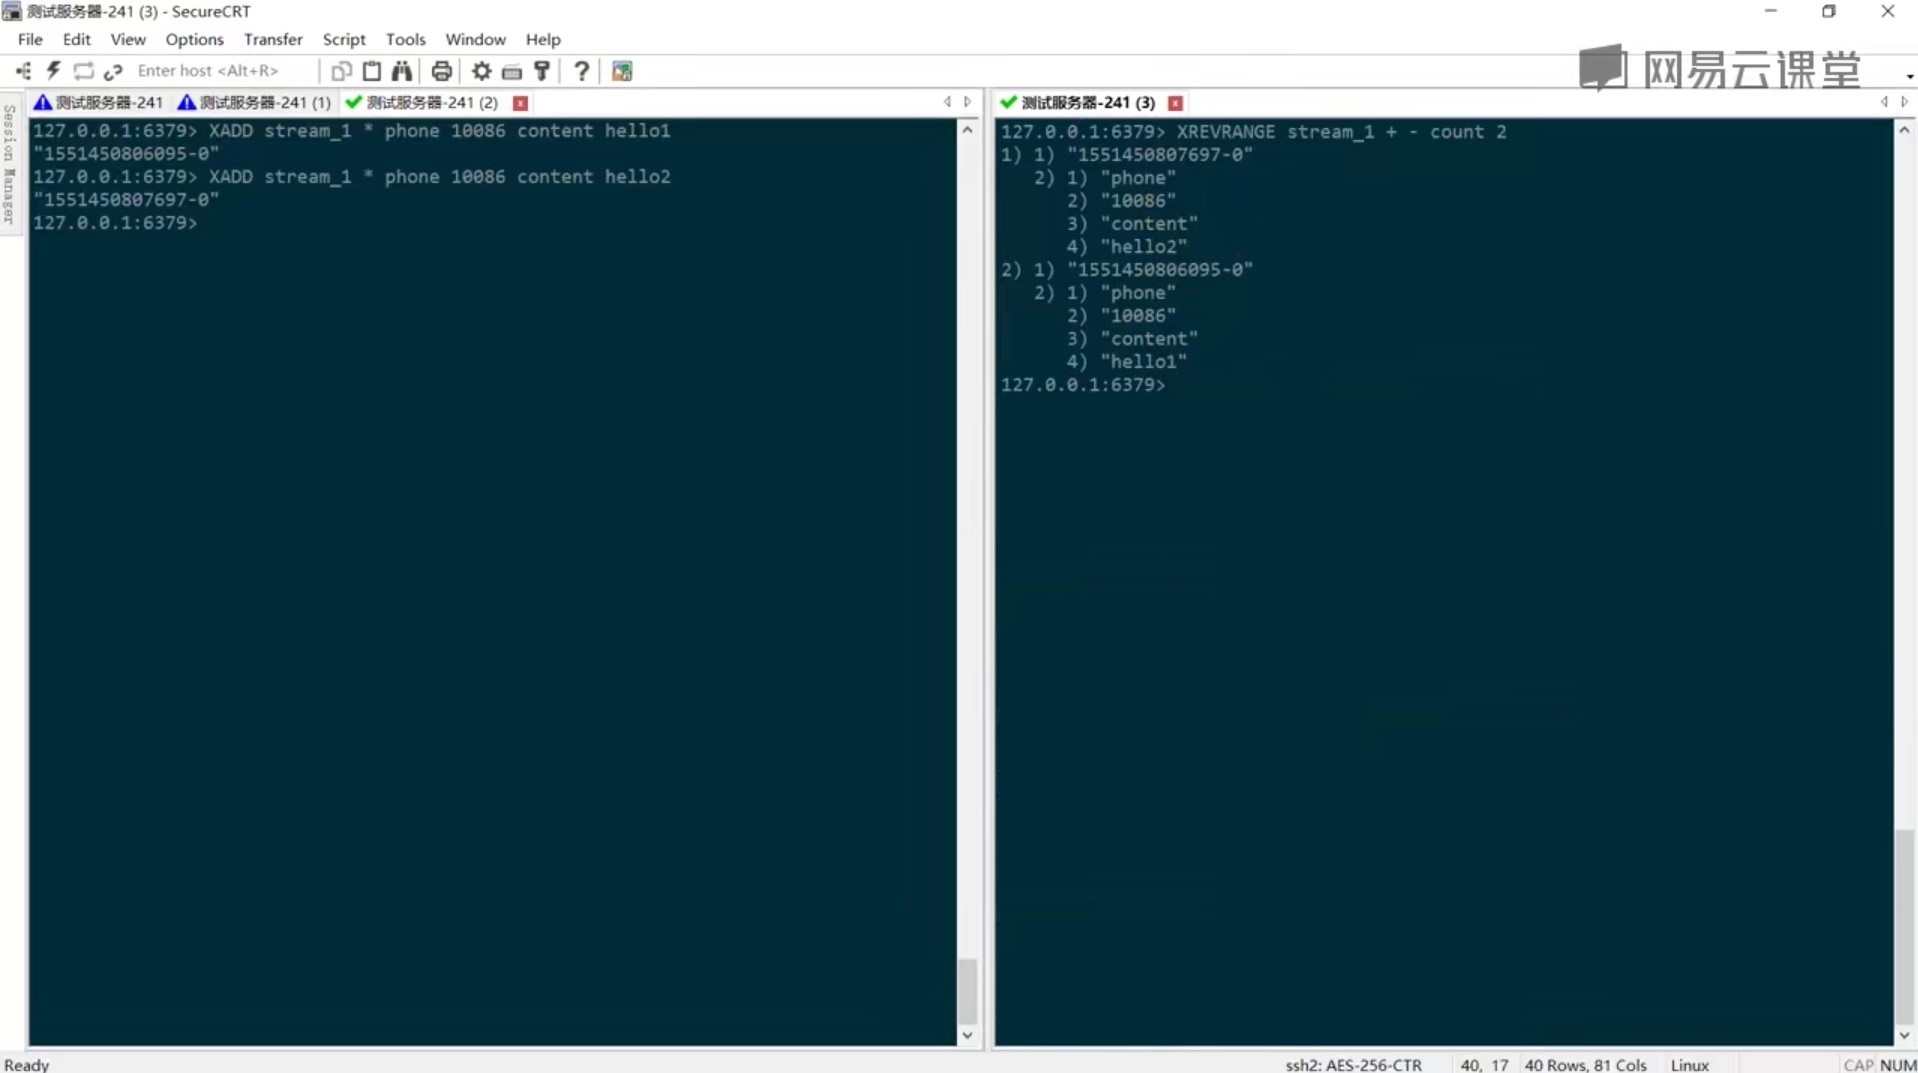 测试服务器-241 (3) - SecureCRT
File Edit View Options Transfer Script Tools Window Help
Enter host <Alt+R>
网易云课堂
Session Manager
测试服务器-241 测试服务器-241 (1) 测试服务器-241 (2)
127.0.0.1:6379> XADD stream_1 * phone 10086 content hello1
"1551450806095-0"
127.0.0.1:6379> XADD stream_1 * phone 10086 content hello2
"1551450807697-0"
127.0.0.1:6379>
测试服务器-241 (3)
127.0.0.1:6379> XREVRANGE stream_1 + - count 2
1) 1) "1551450807697-0"
2) 1) "phone"
2) "10086"
3) "content"
4) "hello2"
2) 1) "1551450806095-0"
2) 1) "phone"
2) "10086"
3) "content"
4) "hello1"
127.0.0.1:6379>
Ready ssh2: AES-256-CTR 40, 17 40 Rows, 81 Cols Linux CAP NUM